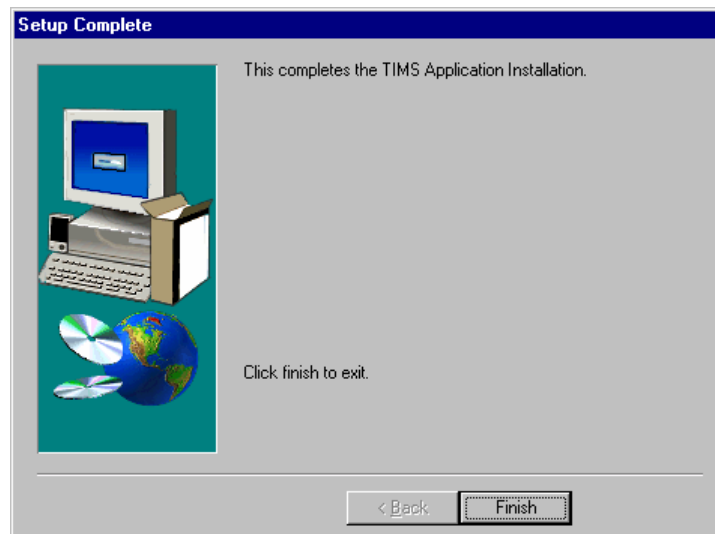 Setup Complete
This completes the TIMS Application Installation.
Click finish to exit.
< Back
Finish